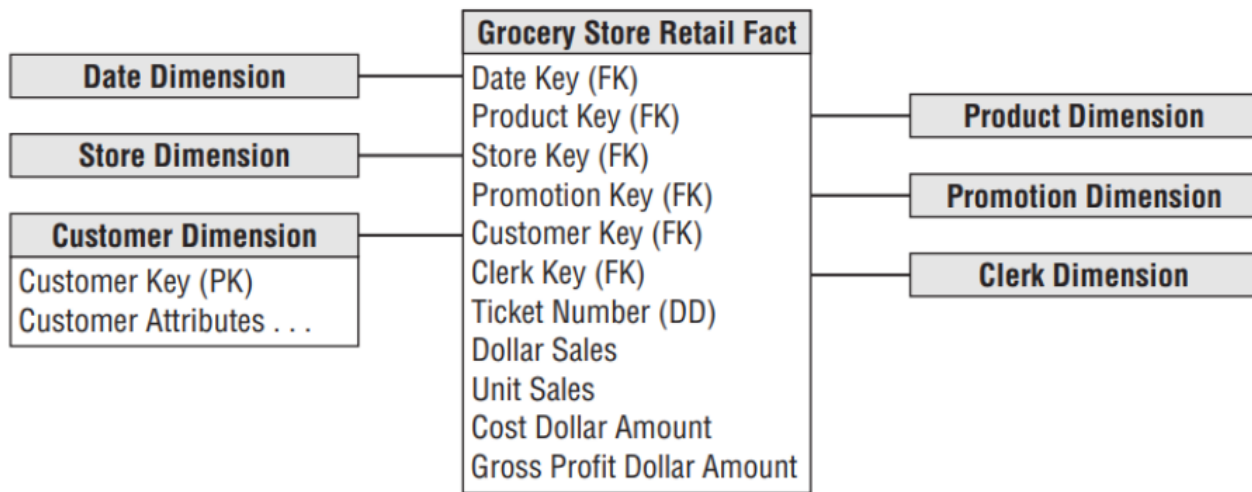 Grocery Store Retail Fact
Date Key (FK)
Product Key (FK)
Store Key (FK)
Promotion Key (FK)
Customer Key (FK)
Clerk Key (FK)
Ticket Number (DD)
Dollar Sales
Unit Sales
Cost Dollar Amount
Gross Profit Dollar Amount
Date Dimension
Store Dimension
Customer Dimension
Customer Key (PK)
Customer Attributes . . .
Product Dimension
Promotion Dimension
Clerk Dimension